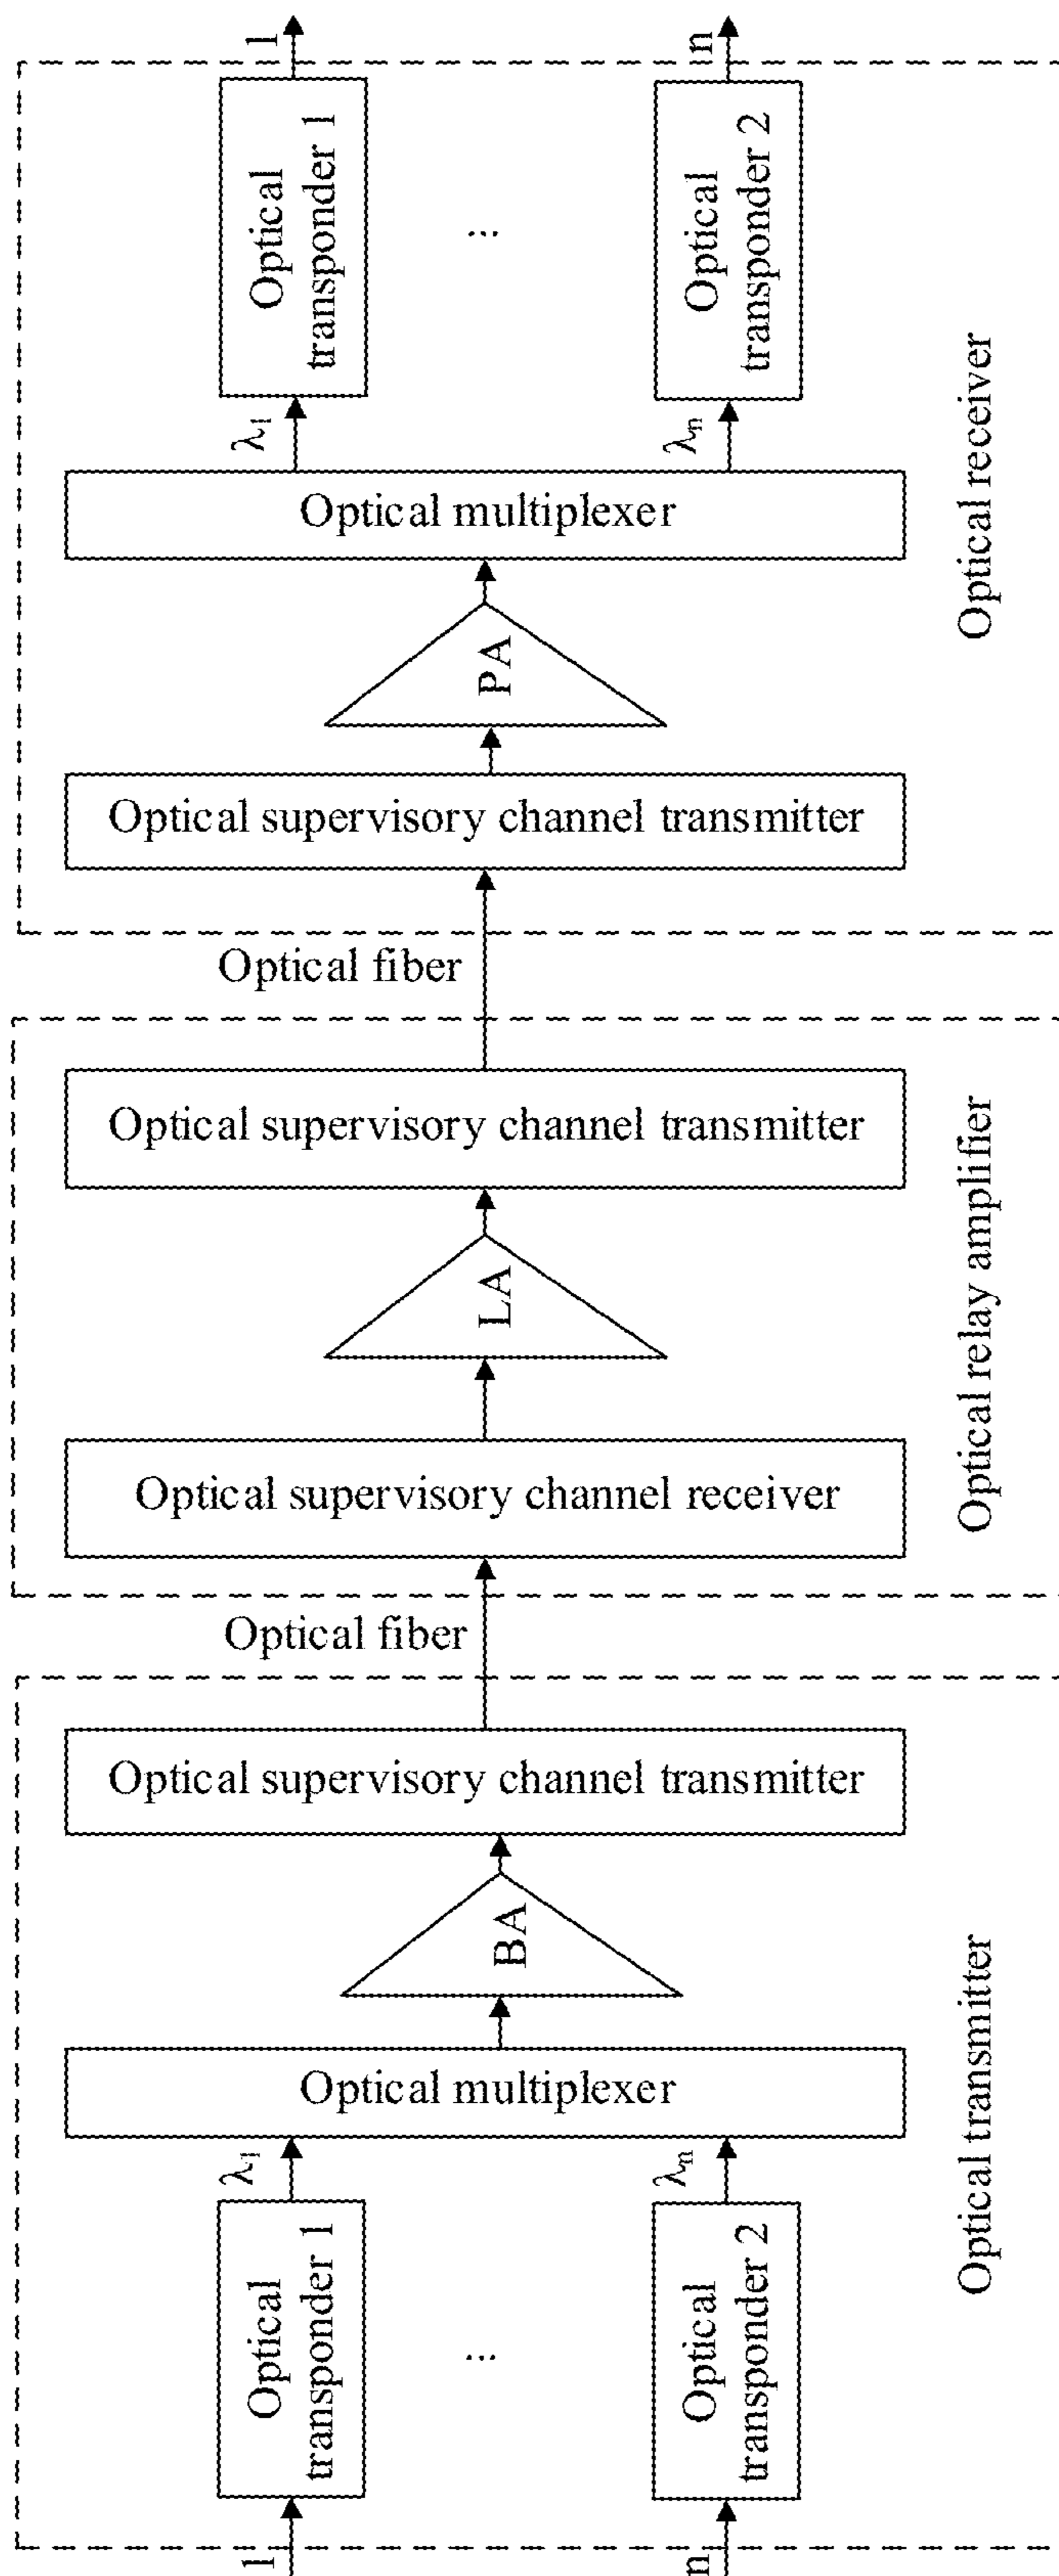 1
n
Optical
transponder 1
...
Optical
transponder 2
λ1
λn
Optical multiplexer
PA
Optical supervisory channel transmitter
Optical receiver
Optical fiber
Optical supervisory channel transmitter
LA
Optical supervisory channel receiver
Optical relay amplifier
Optical fiber
Optical supervisory channel transmitter
BA
Optical multiplexer
λ1
λn
Optical
transponder 1
...
Optical
transponder 2
Optical transmitter
1
n